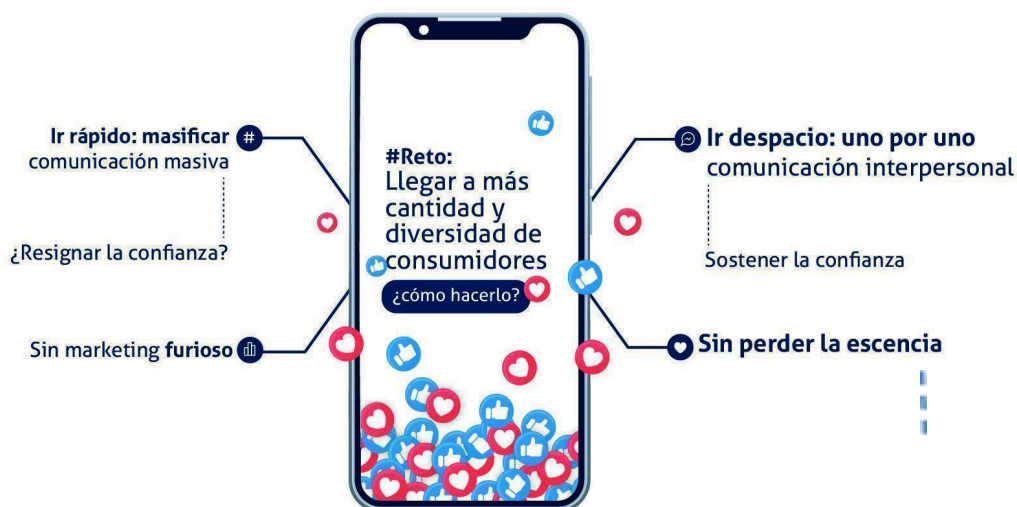 Ir rápido: masificar
comunicación masiva
¿Resignar la confianza?
Sin marketing furioso
#Reto:
Llegar a más
cantidad y
diversidad de
consumidores
¿cómo hacerlo?
Ir despacio: uno por uno
comunicación interpersonal
Sostener la confianza
Sin perder la escencia